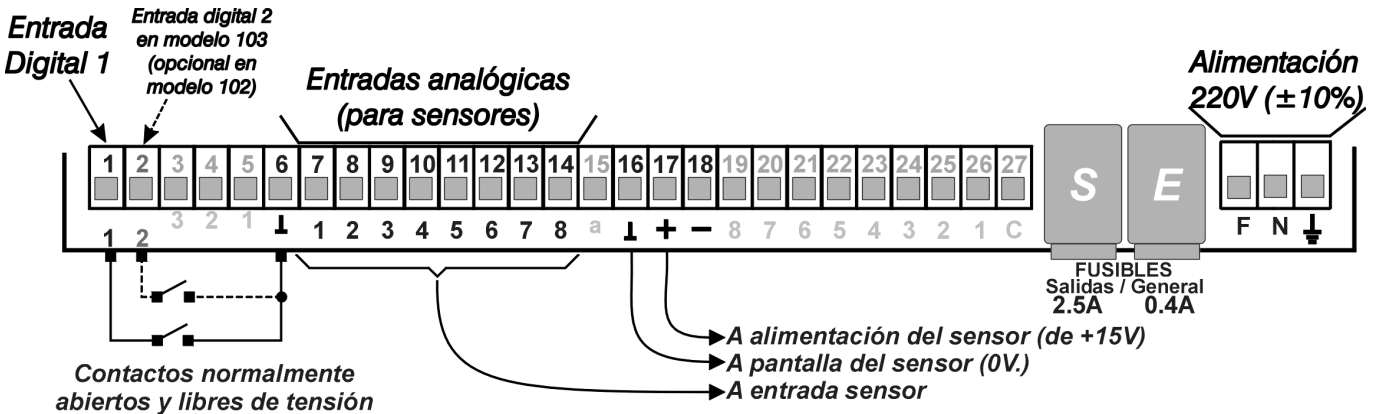 Entrada
Digital 1
Entrada digital 2
en modelo 103
(opcional en
modelo 102)
Entradas analógicas
(para sensores)
Alimentación
220V (±10%)
1 2 3 4 5 6 7 8 9 10 11 12 13 14 15 16 17 18 19 20 21 22 23 24 25 26 27
S E
1 2 3 2 1 ⊥ 1 2 3 4 5 6 7 8 a ⊥ + − 8 7 6 5 4 3 2 1 C
F N ⏚
FUSIBLES
Salidas / General
2.5A 0.4A
A alimentación del sensor (de +15V)
A pantalla del sensor (0V.)
A entrada sensor
Contactos normalmente
abiertos y libres de tensión